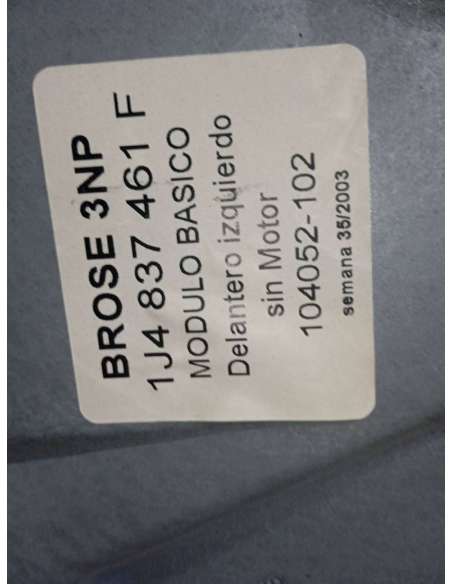 BROSE 3NP
1J4 837 461 F
MODULO BASICO
Delantero izquierdo
sin Motor
104052-102
semana 35/2003